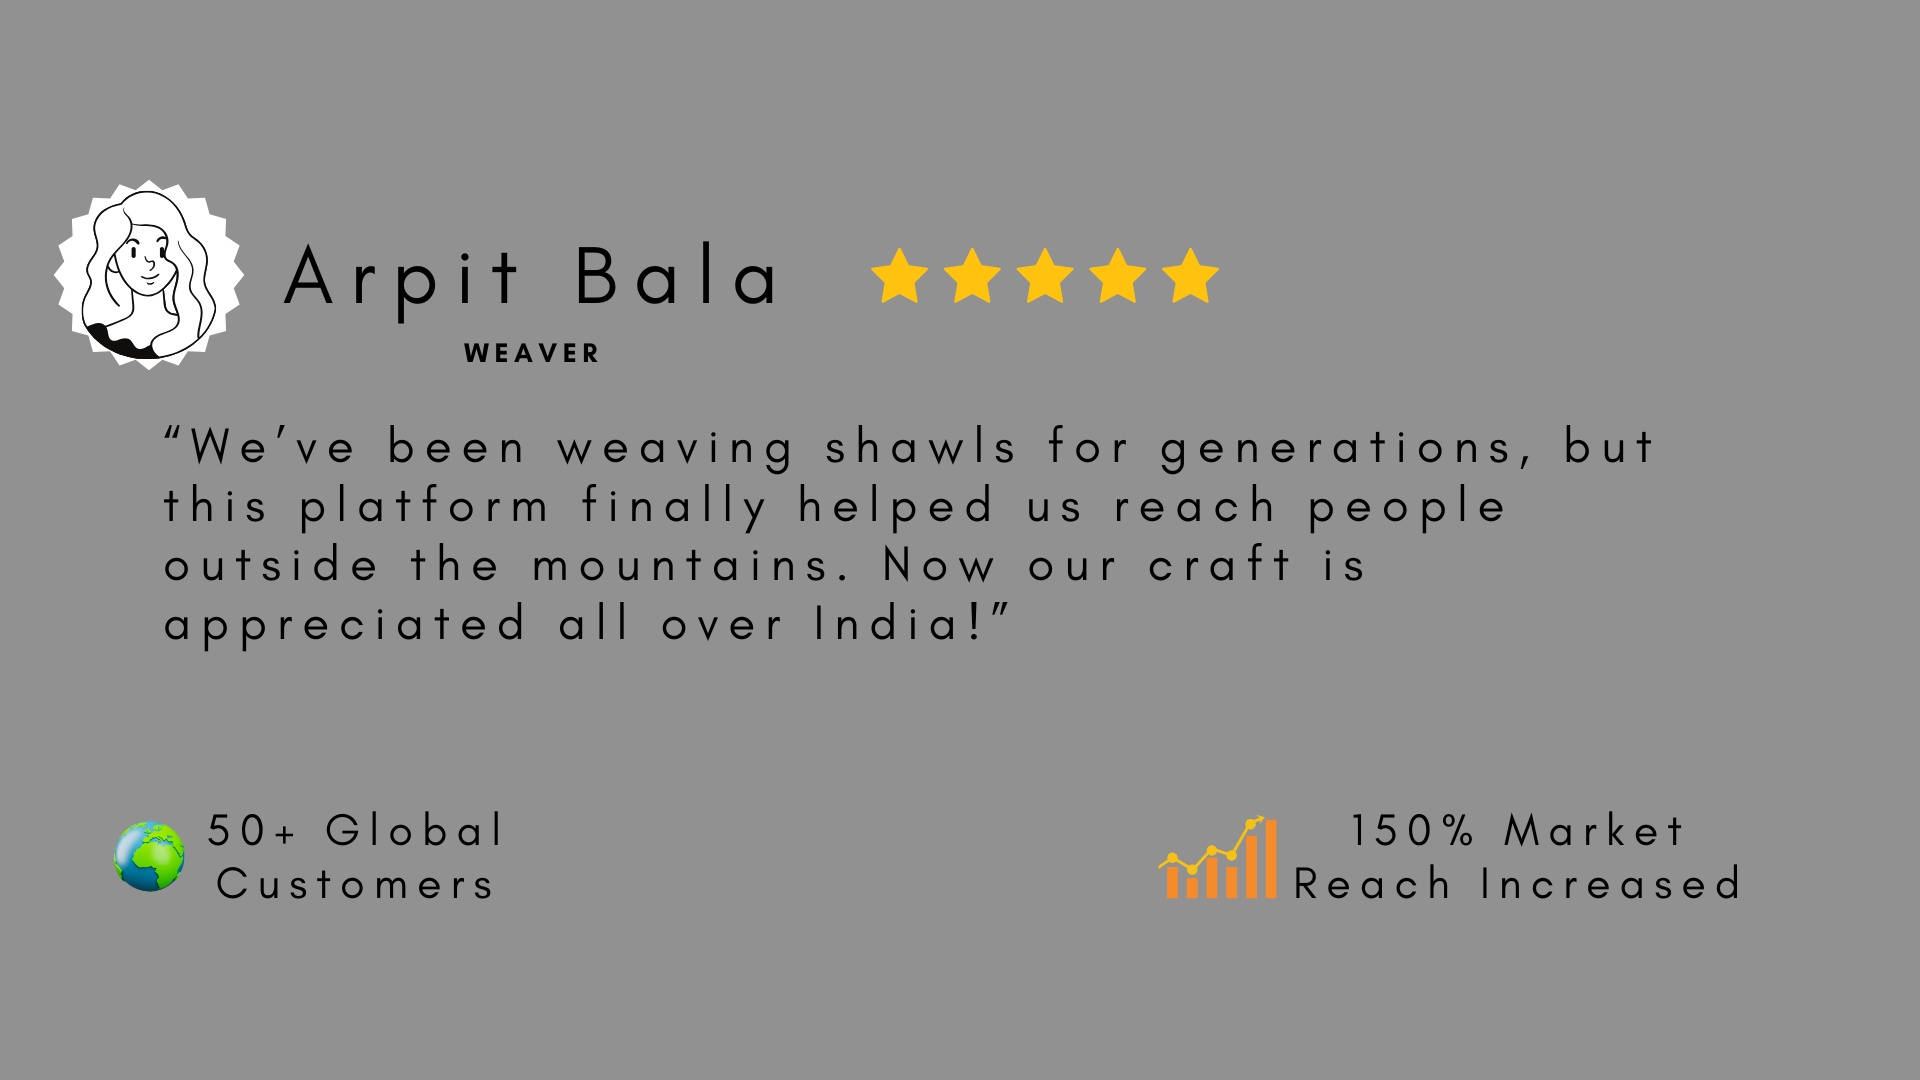 Arpit Bala
WEAVER
“We’ve been weaving shawls for generations, but
this platform finally helped us reach people
outside the mountains. Now our craft is
appreciated all over India!”
50+ Global
Customers
150% Market
Reach Increased